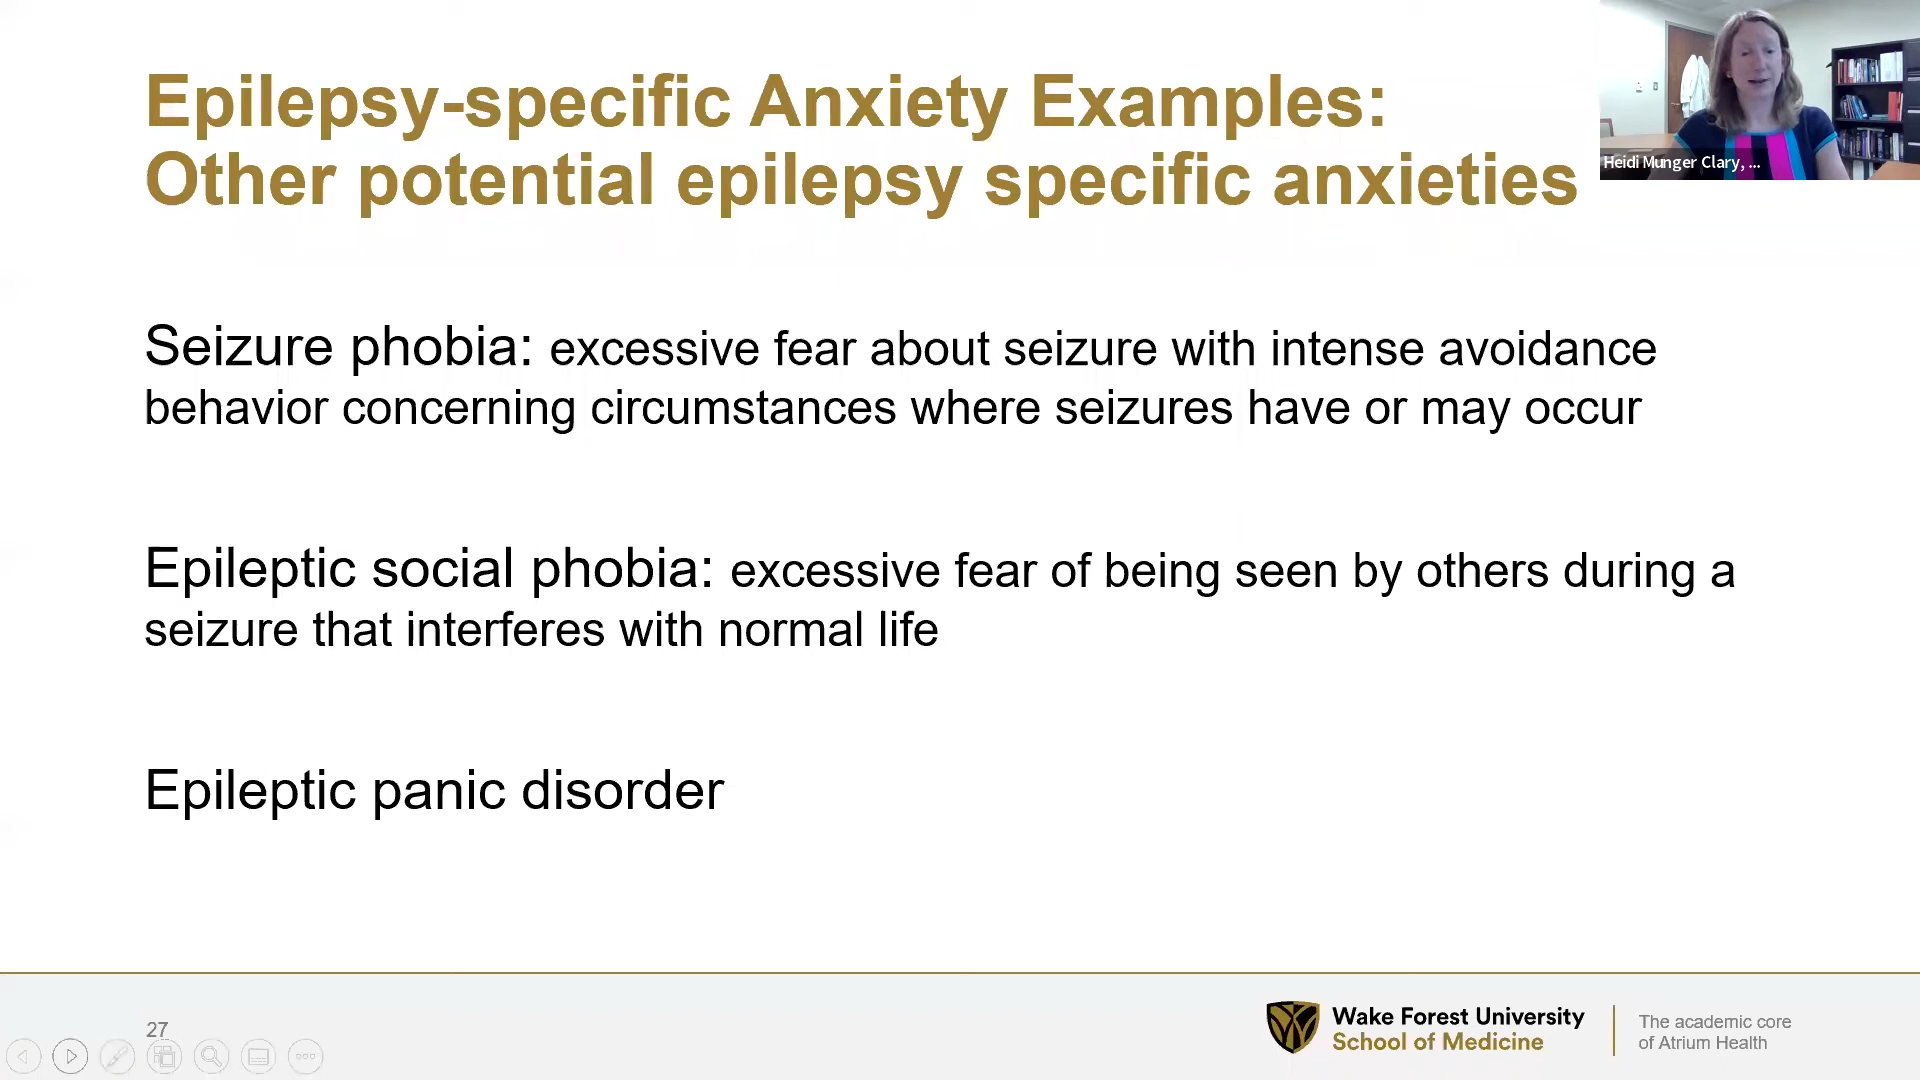 Epilepsy-specific Anxiety Examples:
Other potential epilepsy specific anxieties
Heidi Munger Clary, ...
Seizure phobia: excessive fear about seizure with intense avoidance
behavior concerning circumstances where seizures have or may occur
Epileptic social phobia: excessive fear of being seen by others during a
seizure that interferes with normal life
Epileptic panic disorder
27
Wake Forest University
School of Medicine
The academic core
of Atrium Health